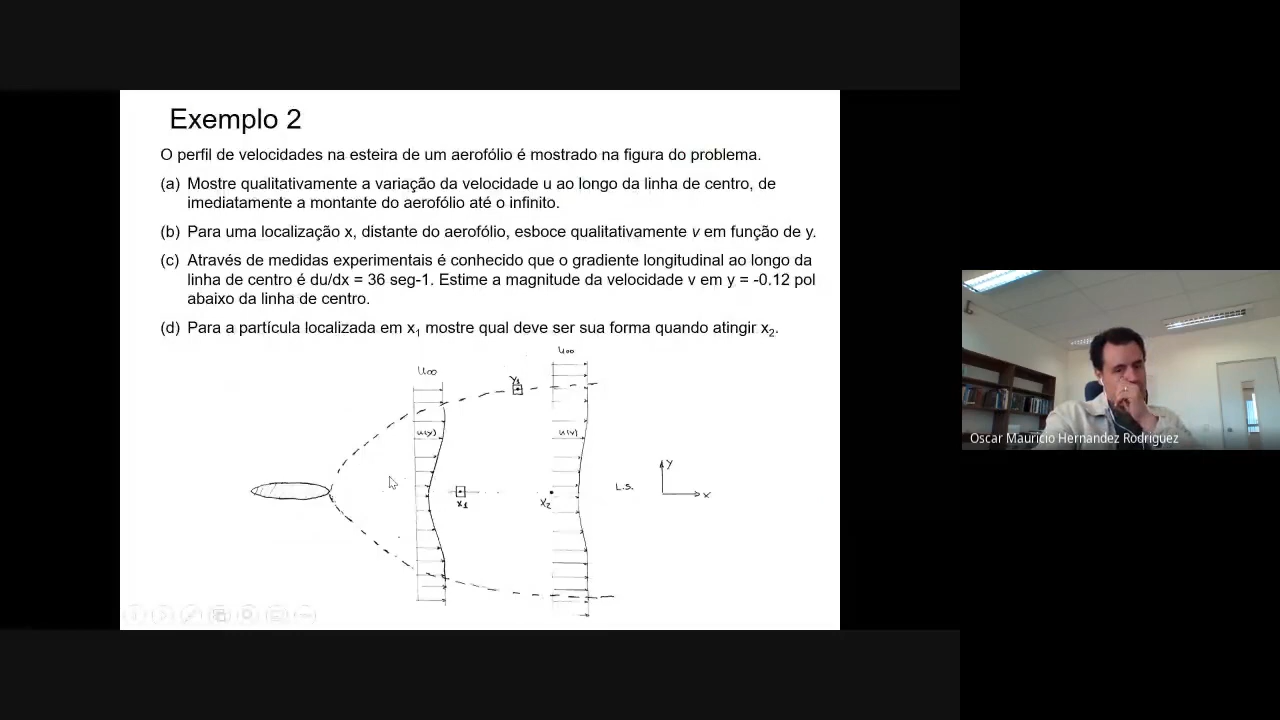 Exemplo 2
O perfil de velocidades na esteira de um aerofólio é mostrado na figura do problema.
(a) Mostre qualitativamente a variação da velocidade u ao longo da linha de centro, de
imediatamente a montante do aerofólio até o infinito.
(b) Para uma localização x, distante do aerofólio, esboce qualitativamente v em função de y.
(c) Através de medidas experimentais é conhecido que o gradiente longitudinal ao longo da
linha de centro é du/dx = 36 seg-1. Estime a magnitude da velocidade v em y = -0.12 pol
abaixo da linha de centro.
(d) Para a partícula localizada em x₁ mostre qual deve ser sua forma quando atingir x₂.
U∞
U∞
Y₁
u(y)
u(y)
Y
L.S.
X
X₁
X₂
Oscar Mauricio Hernandez Rodriguez